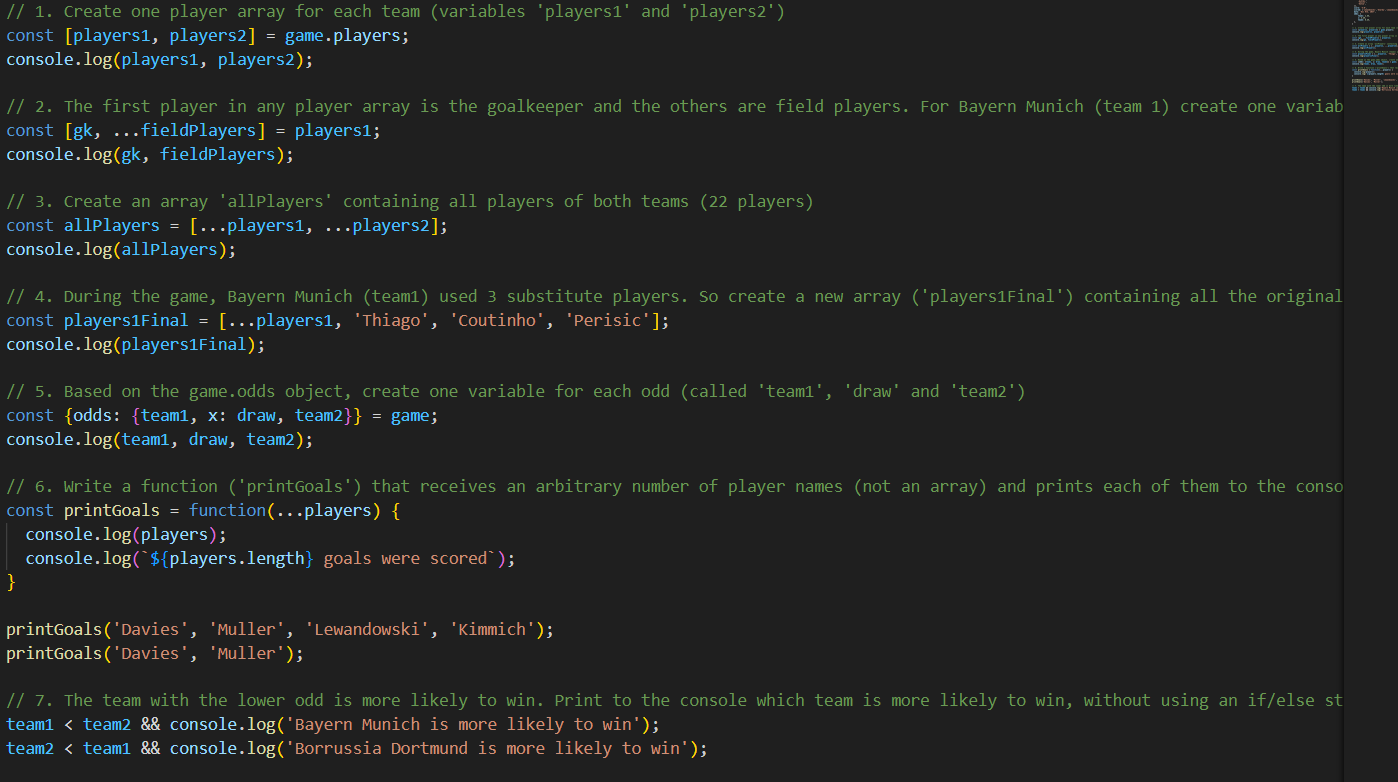 // 1. Create one player array for each team (variables 'players1' and 'players2')
const [players1, players2] = game.players;
console.log(players1, players2);
// 2. The first player in any player array is the goalkeeper and the others are field players. For Bayern Munich (team 1) create one variab
const [gk, ...fieldPlayers] = players1;
console.log(gk, fieldPlayers);
// 3. Create an array 'allPlayers' containing all players of both teams (22 players)
const allPlayers = [...players1, ...players2];
console.log(allPlayers);
// 4. During the game, Bayern Munich (team1) used 3 substitute players. So create a new array ('players1Final') containing all the original
const players1Final = [...players1, 'Thiago', 'Coutinho', 'Perisic'];
console.log(players1Final);
// 5. Based on the game.odds object, create one variable for each odd (called 'team1', 'draw' and 'team2')
const {odds: {team1, x: draw, team2}} = game;
console.log(team1, draw, team2);
// 6. Write a function ('printGoals') that receives an arbitrary number of player names (not an array) and prints each of them to the conso
const printGoals = function(...players) {
  console.log(players);
  console.log(`${players.length} goals were scored`);
}
printGoals('Davies', 'Muller', 'Lewandowski', 'Kimmich');
printGoals('Davies', 'Muller');
// 7. The team with the lower odd is more likely to win. Print to the console which team is more likely to win, without using an if/else st
team1 < team2 && console.log('Bayern Munich is more likely to win');
team2 < team1 && console.log('Borrussia Dortmund is more likely to win');